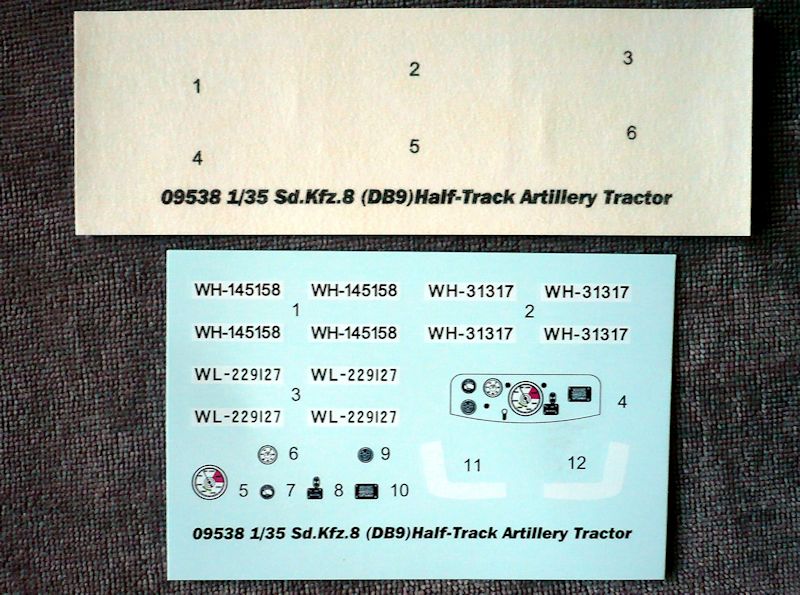 1 2 3
4 5 6
09538 1/35 Sd.Kfz.8 (DB9)Half-Track Artillery Tractor
WH-145158 WH-145158 WH-31317 WH-31317
1 2
WH-145158 WH-145158 WH-31317 WH-31317
WL-229127 WL-229127
3 4
WL-229127 WL-229127
6 9 11 12
5 7 8 10
09538 1/35 Sd.Kfz.8 (DB9)Half-Track Artillery Tractor